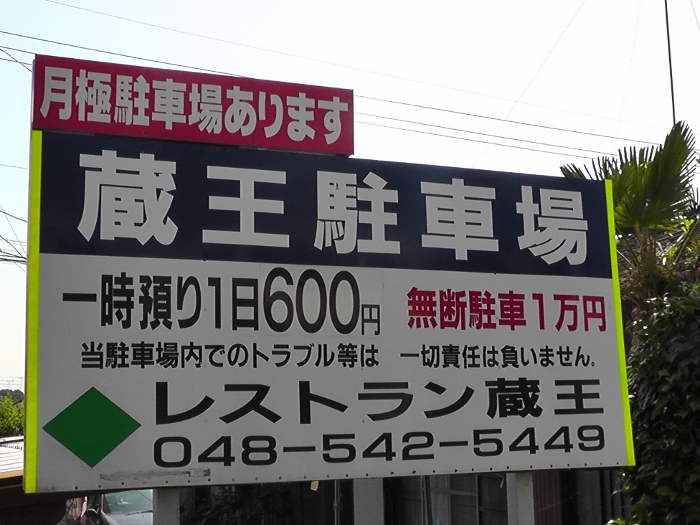 月極駐車場あります
蔵王駐車場
一時預り1日600円 無断駐車1万円
当駐車場内でのトラブル等は 一切責任は負いません。
レストラン蔵王
048-542-5449